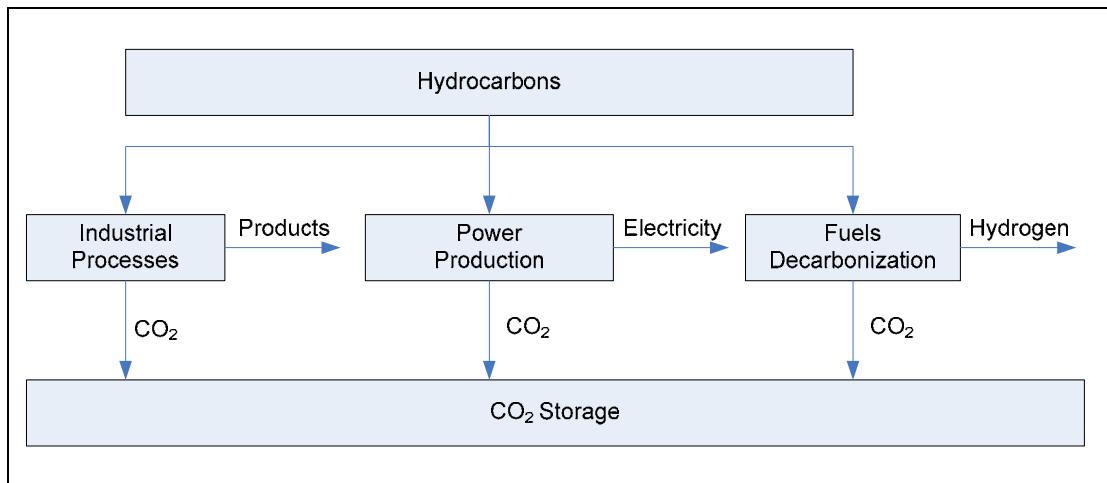 Hydrocarbons
Industrial
Processes
Products
Power
Production
Electricity
Fuels
Decarbonization
Hydrogen
CO₂
CO₂
CO₂
CO₂ Storage